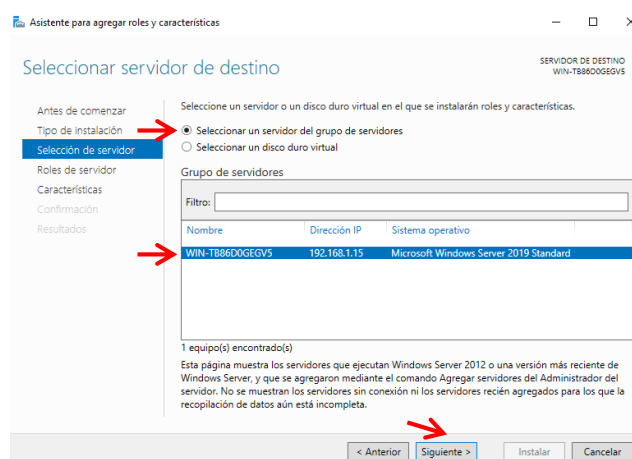 Asistente para agregar roles y características
Seleccionar servidor de destino
SERVIDOR DE DESTINO
WIN-TB86D0GEGV5
Antes de comenzar
Tipo de instalación
Selección de servidor
Roles de servidor
Características
Confirmación
Resultados
Seleccione un servidor o un disco duro virtual en el que se instalarán roles y características.
Seleccionar un servidor del grupo de servidores
Seleccionar un disco duro virtual
Grupo de servidores
Filtro:
Nombre Dirección IP Sistema operativo
WIN-TB86D0GEGV5 192.168.1.15 Microsoft Windows Server 2019 Standard
1 equipo(s) encontrado(s)
Esta página muestra los servidores que ejecutan Windows Server 2012 o una versión más reciente de
Windows Server, y que se agregaron mediante el comando Agregar servidores del Administrador del
servidor. No se muestran los servidores sin conexión ni los servidores recién agregados para los que la
recopilación de datos aún está incompleta.
< Anterior Siguiente > Instalar Cancelar